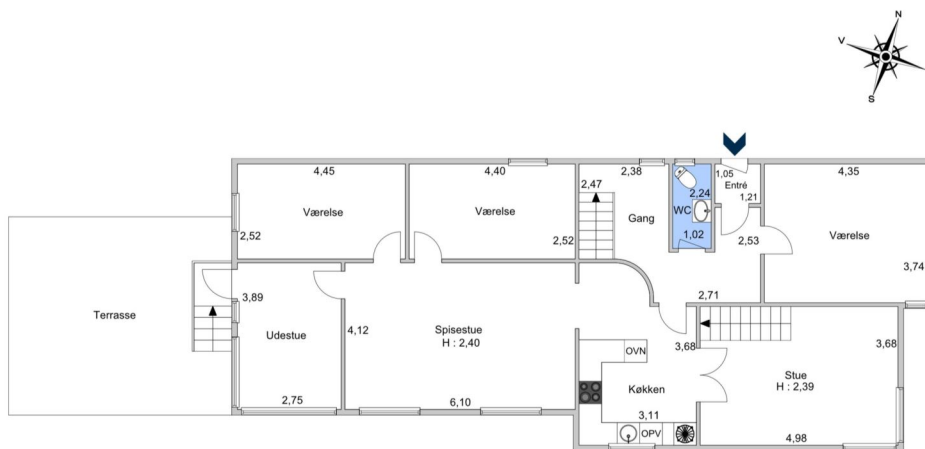 N
V
S
4,45
4,40
2,38
1,05
4,35
Entré
1,21
2,47
2,24
Værelse
Værelse
Gang
WC
1,02
2,53
Værelse
2,52
2,52
3,74
2,71
3,89
Terrasse
Udestue
4,12
Spisestue
H : 2,40
3,68
3,68
OVN
Stue
H : 2,39
Køkken
2,75
6,10
3,11
OPV
4,98